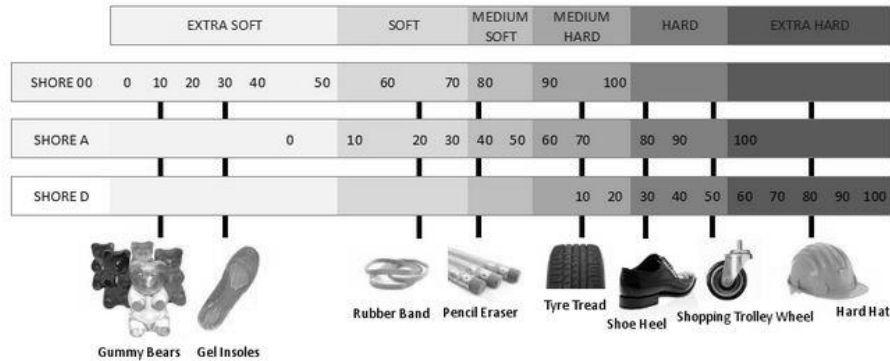 EXTRA SOFT SOFT MEDIUM SOFT MEDIUM HARD HARD EXTRA HARD
SHORE 00 0 10 20 30 40 50 60 70 80 90 100
SHORE A 0 10 20 30 40 50 60 70 80 90 100
SHORE D 10 20 30 40 50 60 70 80 90 100
Rubber Band Pencil Eraser Tyre Tread Shoe Heel Shopping Trolley Wheel Hard Hat
Gummy Bears Gel Insoles